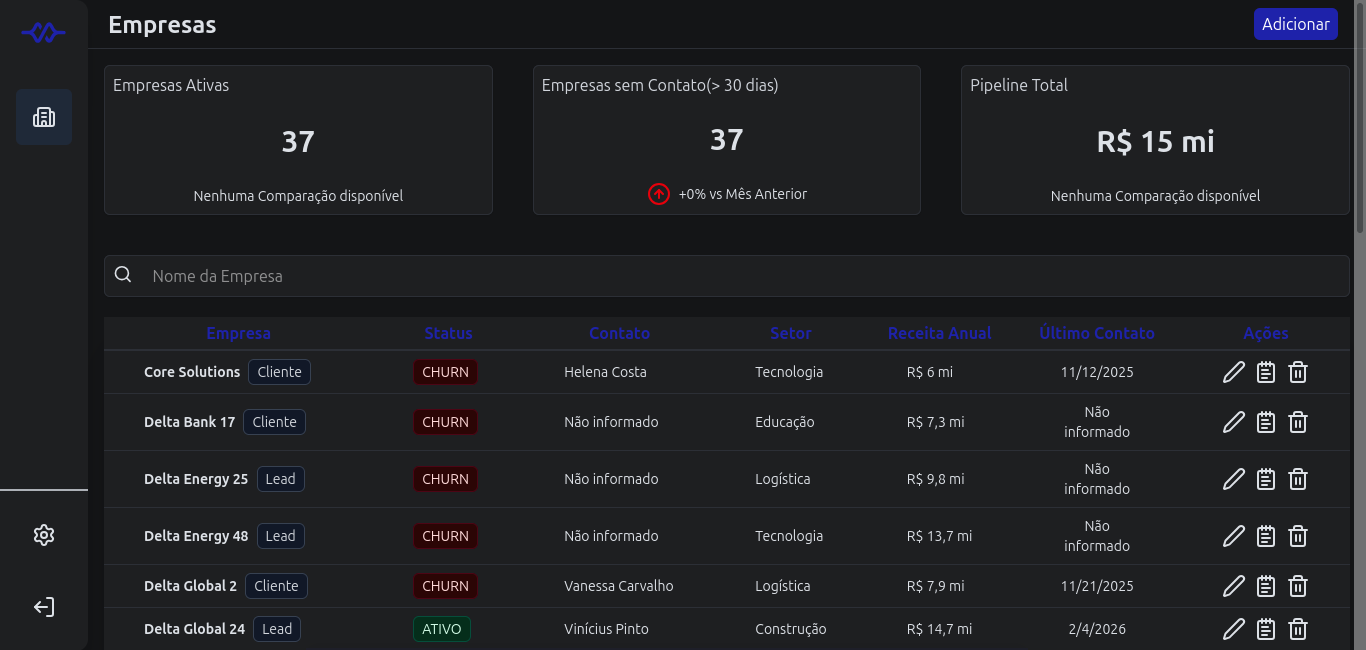 Empresas
Adicionar
Empresas Ativas
37
Nenhuma Comparação disponível
Empresas sem Contato(> 30 dias)
37
+0% vs Mês Anterior
Pipeline Total
R$ 15 mi
Nenhuma Comparação disponível
Nome da Empresa
Empresa Status Contato Setor Receita Anual Último Contato Ações
Core Solutions Cliente CHURN Helena Costa Tecnologia R$ 6 mi 11/12/2025
Delta Bank 17 Cliente CHURN Não informado Educação R$ 7,3 mi Não informado
Delta Energy 25 Lead CHURN Não informado Logística R$ 9,8 mi Não informado
Delta Energy 48 Lead CHURN Não informado Tecnologia R$ 13,7 mi Não informado
Delta Global 2 Cliente CHURN Vanessa Carvalho Logística R$ 7,9 mi 11/21/2025
Delta Global 24 Lead ATIVO Vinícius Pinto Construção R$ 14,7 mi 2/4/2026